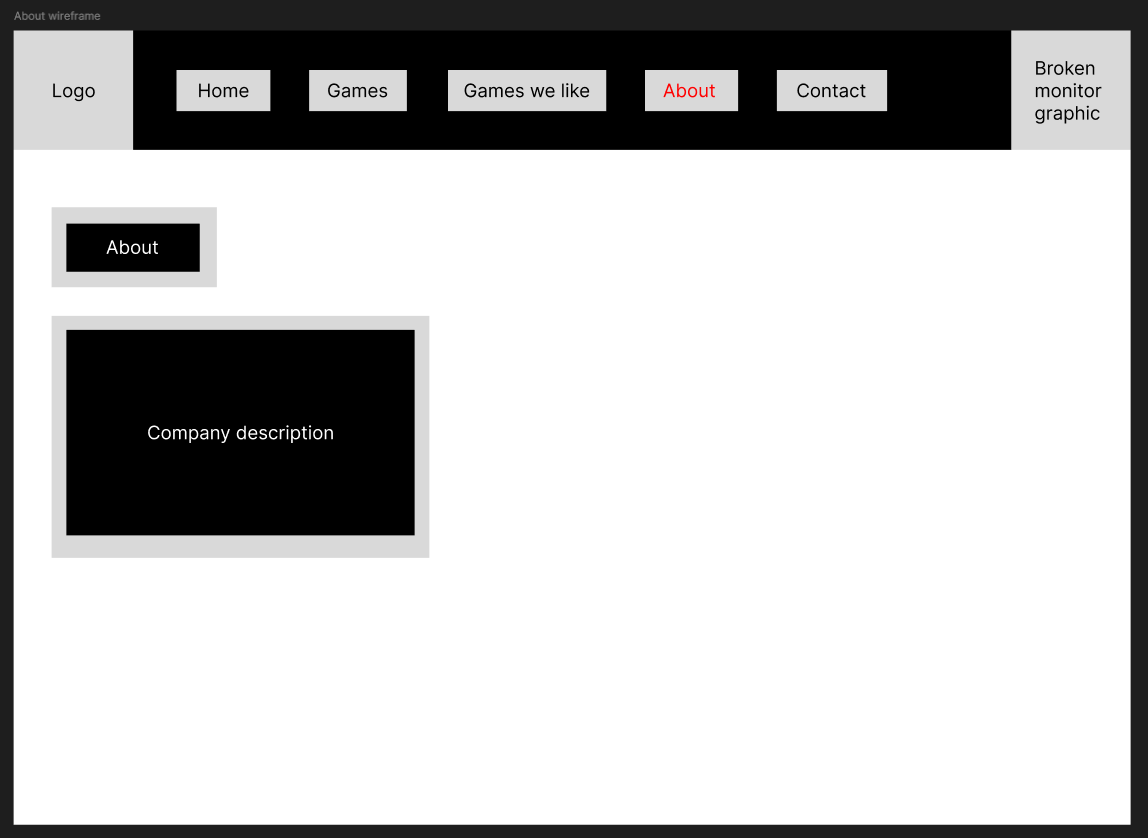 About wireframe
Logo
Home
Games
Games we like
About
Contact
Broken
monitor
graphic
About
Company description